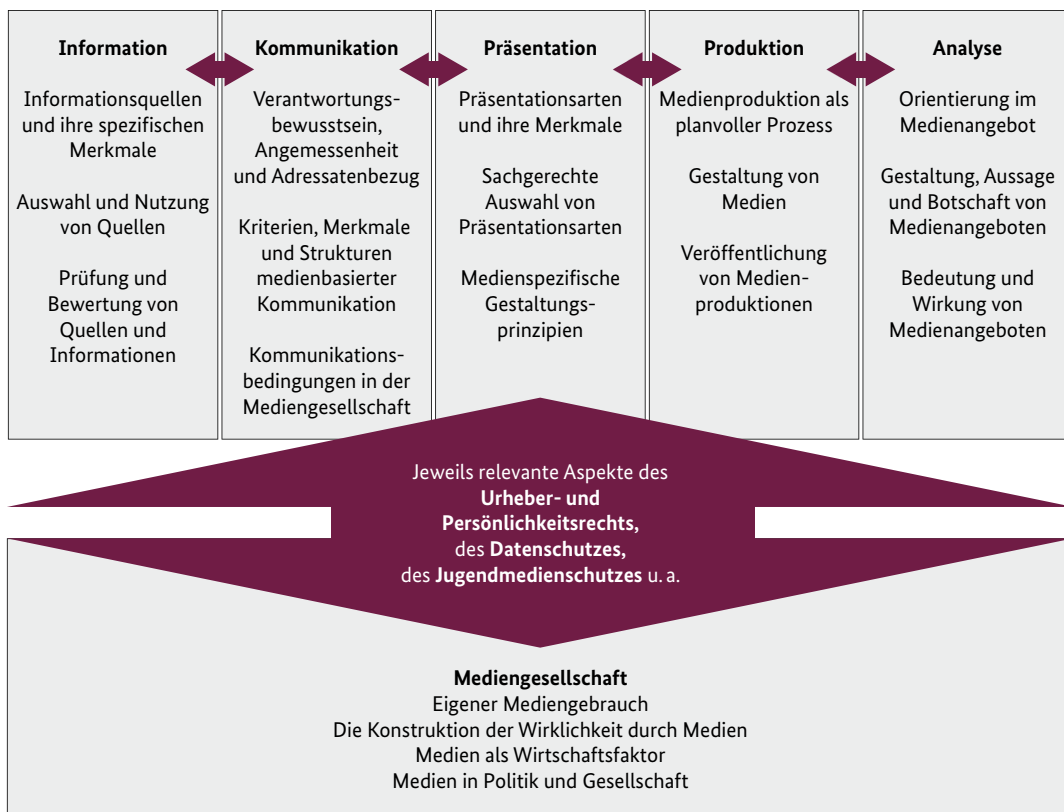 Information
Informationsquellen
und ihre spezifischen
Merkmale
Auswahl und Nutzung
von Quellen
Prüfung und
Bewertung von
Quellen und
Informationen
Kommunikation
Verantwortungs-
bewusstsein,
Angemessenheit
und Adressatenbezug
Kriterien, Merkmale
und Strukturen
medienbasierter
Kommunikation
Kommunikations-
bedingungen in der
Mediengesellschaft
Präsentation
Präsentationsarten
und ihre Merkmale
Sachgerechte
Auswahl von
Präsentationsarten
Medienspezifische
Gestaltungs-
prinzipien
Produktion
Medienproduktion als
planvoller Prozess
Gestaltung von
Medien
Veröffentlichung
von Medien-
produktionen
Analyse
Orientierung im
Medienangebot
Gestaltung, Aussage
und Botschaft von
Medienangeboten
Bedeutung und
Wirkung von
Medienangeboten
Jeweils relevante Aspekte des
Urheber- und
Persönlichkeitsrechts,
des Datenschutzes,
des Jugendmedienschutzes u. a.
Mediengesellschaft
Eigener Mediengebrauch
Die Konstruktion der Wirklichkeit durch Medien
Medien als Wirtschaftsfaktor
Medien in Politik und Gesellschaft